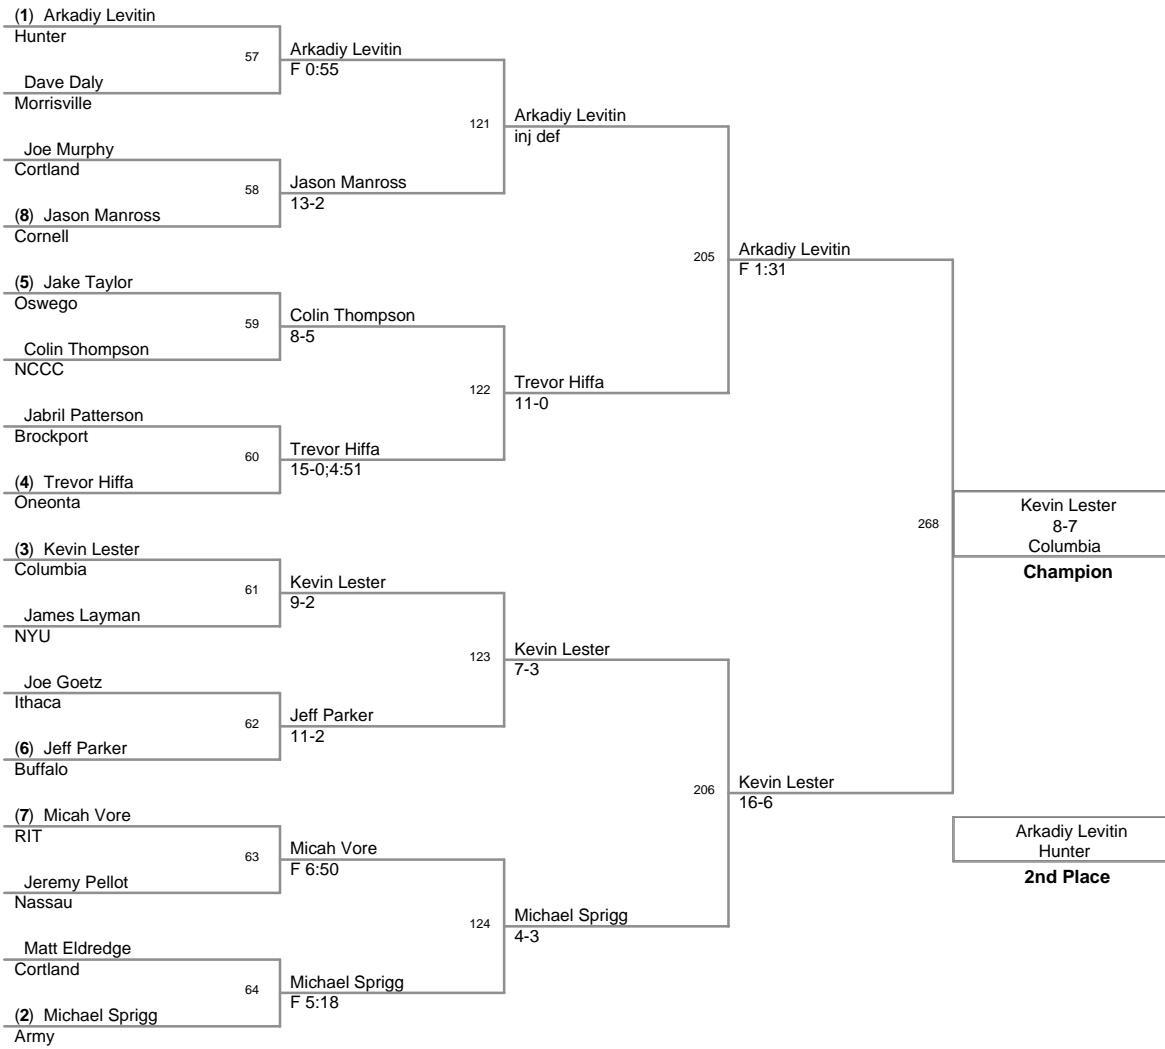 (1) Arkadiy Levitin
Hunter
57
Dave Daly
Morrisville
Joe Murphy
Cortland
58
(8) Jason Manross
Cornell
(5) Jake Taylor
Oswego
59
Colin Thompson
NCCC
Jabril Patterson
Brockport
60
(4) Trevor Hiffa
Oneonta
(3) Kevin Lester
Columbia
61
James Layman
NYU
Joe Goetz
Ithaca
62
(6) Jeff Parker
Buffalo
(7) Micah Vore
RIT
63
Jeremy Pellot
Nassau
Matt Eldredge
Cortland
64
(2) Michael Sprigg
Army
Arkadiy Levitin
F 0:55
121
Jason Manross
13-2
Colin Thompson
8-5
122
Trevor Hiffa
15-0;4:51
Kevin Lester
9-2
123
Jeff Parker
11-2
Micah Vore
F 6:50
124
Michael Sprigg
F 5:18
Arkadiy Levitin
inj def
205
Trevor Hiffa
11-0
Kevin Lester
7-3
206
Michael Sprigg
4-3
Arkadiy Levitin
F 1:31
268
Kevin Lester
16-6
Kevin Lester
8-7
Columbia
Champion
Arkadiy Levitin
Hunter
2nd Place